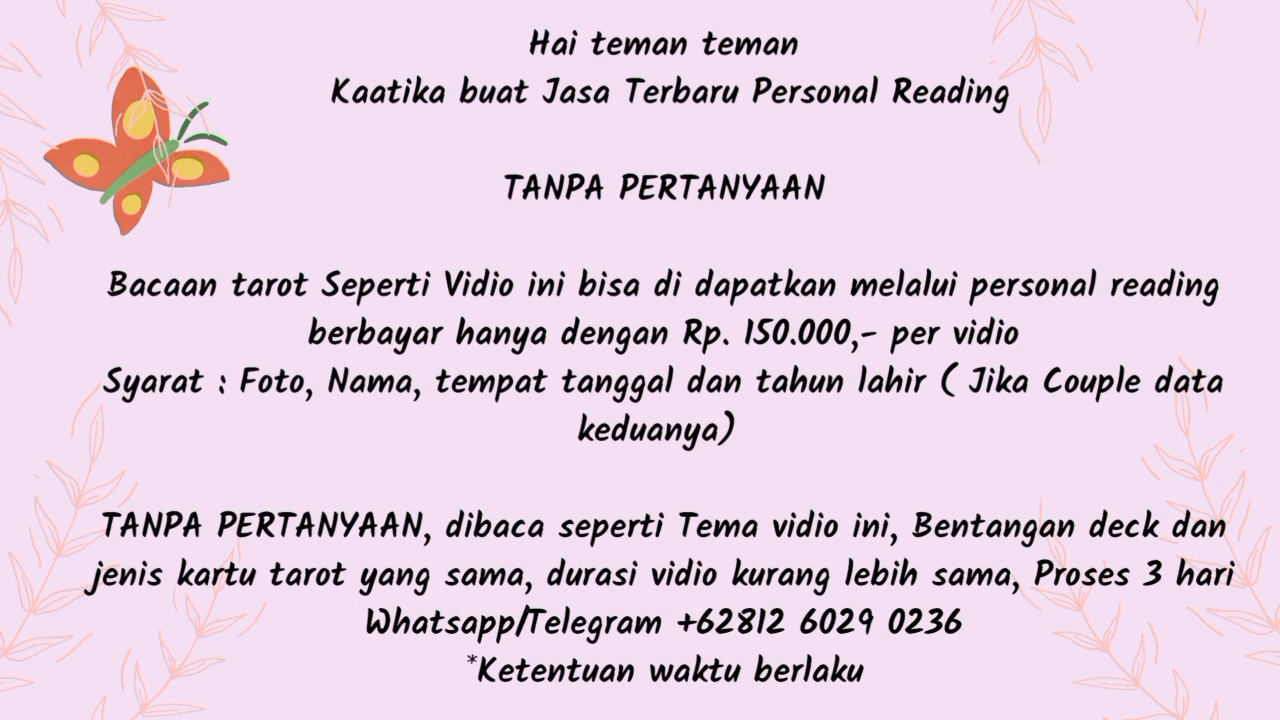 Hai teman teman
Kaatika buat Jasa Terbaru Personal Reading
TANPA PERTANYAAN
Bacaan tarot Seperti Vidio ini bisa di dapatkan melalui personal reading
berbayar hanya dengan Rp. 150.000,- per vidio
Syarat : Foto, Nama, tempat tanggal dan tahun lahir ( Jika Couple data
keduanya)
TANPA PERTANYAAN, dibaca seperti Tema vidio ini, Bentangan deck dan
jenis kartu tarot yang sama, durasi vidio kurang lebih sama, Proses 3 hari
Whatsapp/Telegram +62812 6029 0236
*Ketentuan waktu berlaku